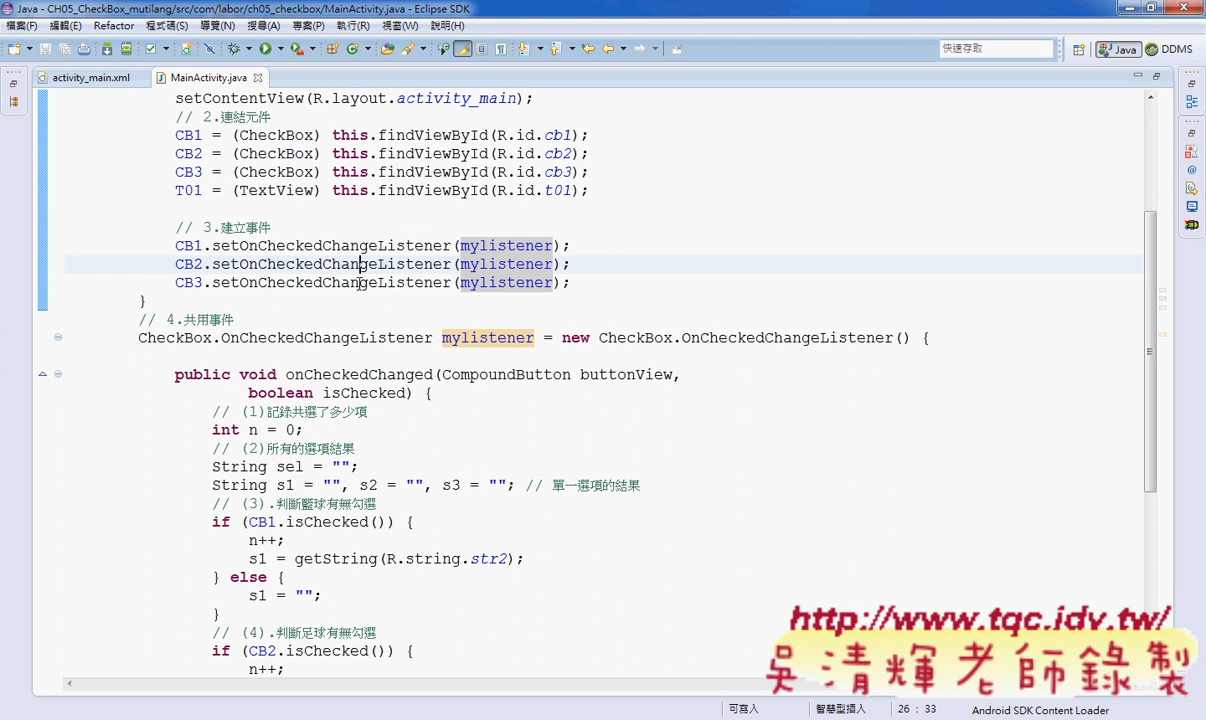 Java - CH05_CheckBox_mutilang/src/com/labor/ch05_checkbox/MainActivity.java - Eclipse SDK
檔案(F) 編輯(E) Refactor 程式碼(S) 導覽(N) 搜尋(A) 專案(P) 執行(R) 視窗(W) 說明(H)
快速存取 Java DDMS
activity_main.xml MainActivity.java
setContentView(R.layout.activity_main);
// 2.連結元件
CB1 = (CheckBox) this.findViewById(R.id.cb1);
CB2 = (CheckBox) this.findViewById(R.id.cb2);
CB3 = (CheckBox) this.findViewById(R.id.cb3);
T01 = (TextView) this.findViewById(R.id.t01);
// 3.建立事件
CB1.setOnCheckedChangeListener(mylistener);
CB2.setOnCheckedChangeListener(mylistener);
CB3.setOnCheckedChangeListener(mylistener);
}
// 4.共用事件
CheckBox.OnCheckedChangeListener mylistener = new CheckBox.OnCheckedChangeListener() {
public void onCheckedChanged(CompoundButton buttonView,
boolean isChecked) {
// (1)記錄共選了多少項
int n = 0;
// (2)所有的選項結果
String sel = "";
String s1 = "", s2 = "", s3 = ""; // 單一選項的結果
// (3).判斷籃球有無勾選
if (CB1.isChecked()) {
n++;
s1 = getString(R.string.str2);
} else {
s1 = "";
}
// (4).判斷足球有無勾選
if (CB2.isChecked()) {
n++;
http://www.tqc.idv.tw/
吳清輝老師錄製
可寫入 智慧型插入 26 : 33 Android SDK Content Loader